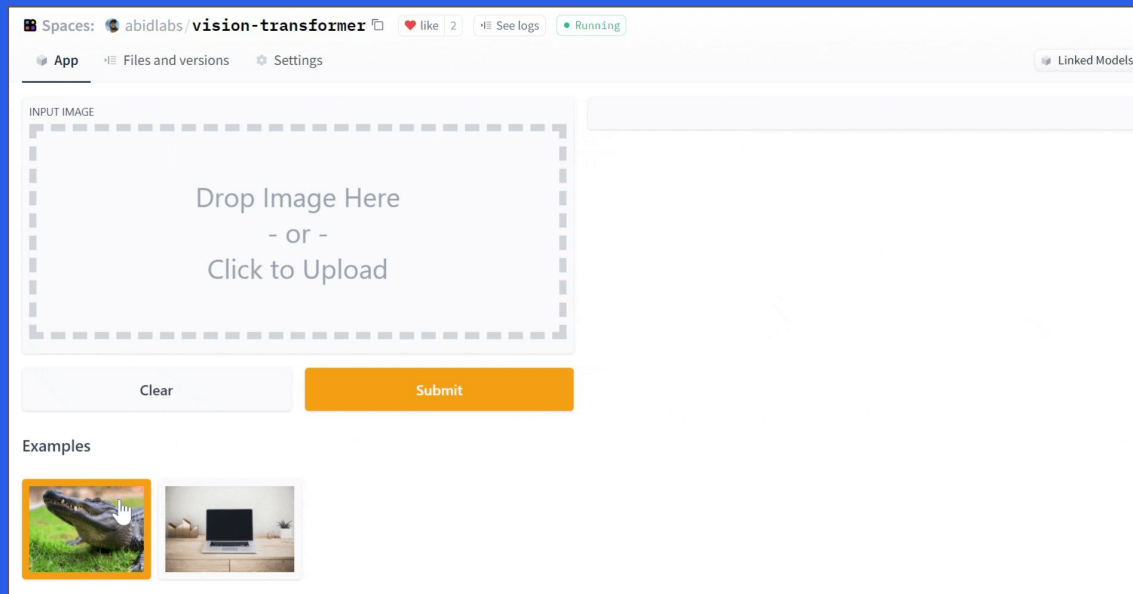 Spaces: abidlabs/vision-transformer like 2 See logs Running
App Files and versions Settings Linked Models
INPUT IMAGE
Drop Image Here
- or -
Click to Upload
Clear Submit
Examples